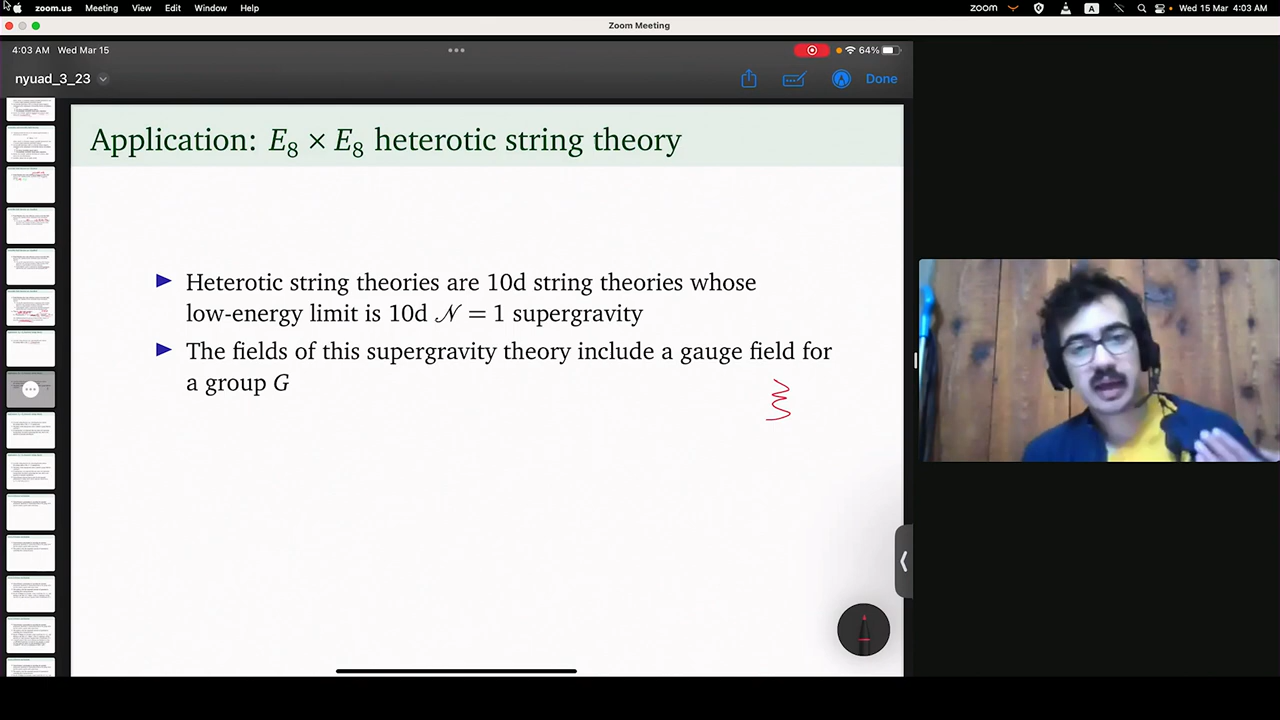 zoom.us Meeting View Edit Window Help zoom A Wed 15 Mar 4:03 AM
Zoom Meeting
4:03 AM Wed Mar 15 64%
nyuad_3_23 Done
Application: E₈ × E₈ heterotic string theory
Heterotic string theories are 10d string theories whose
low-energy limit is 10d 𝒩 = 1 supergravity
The fields of this supergravity theory include a gauge field for
a group G